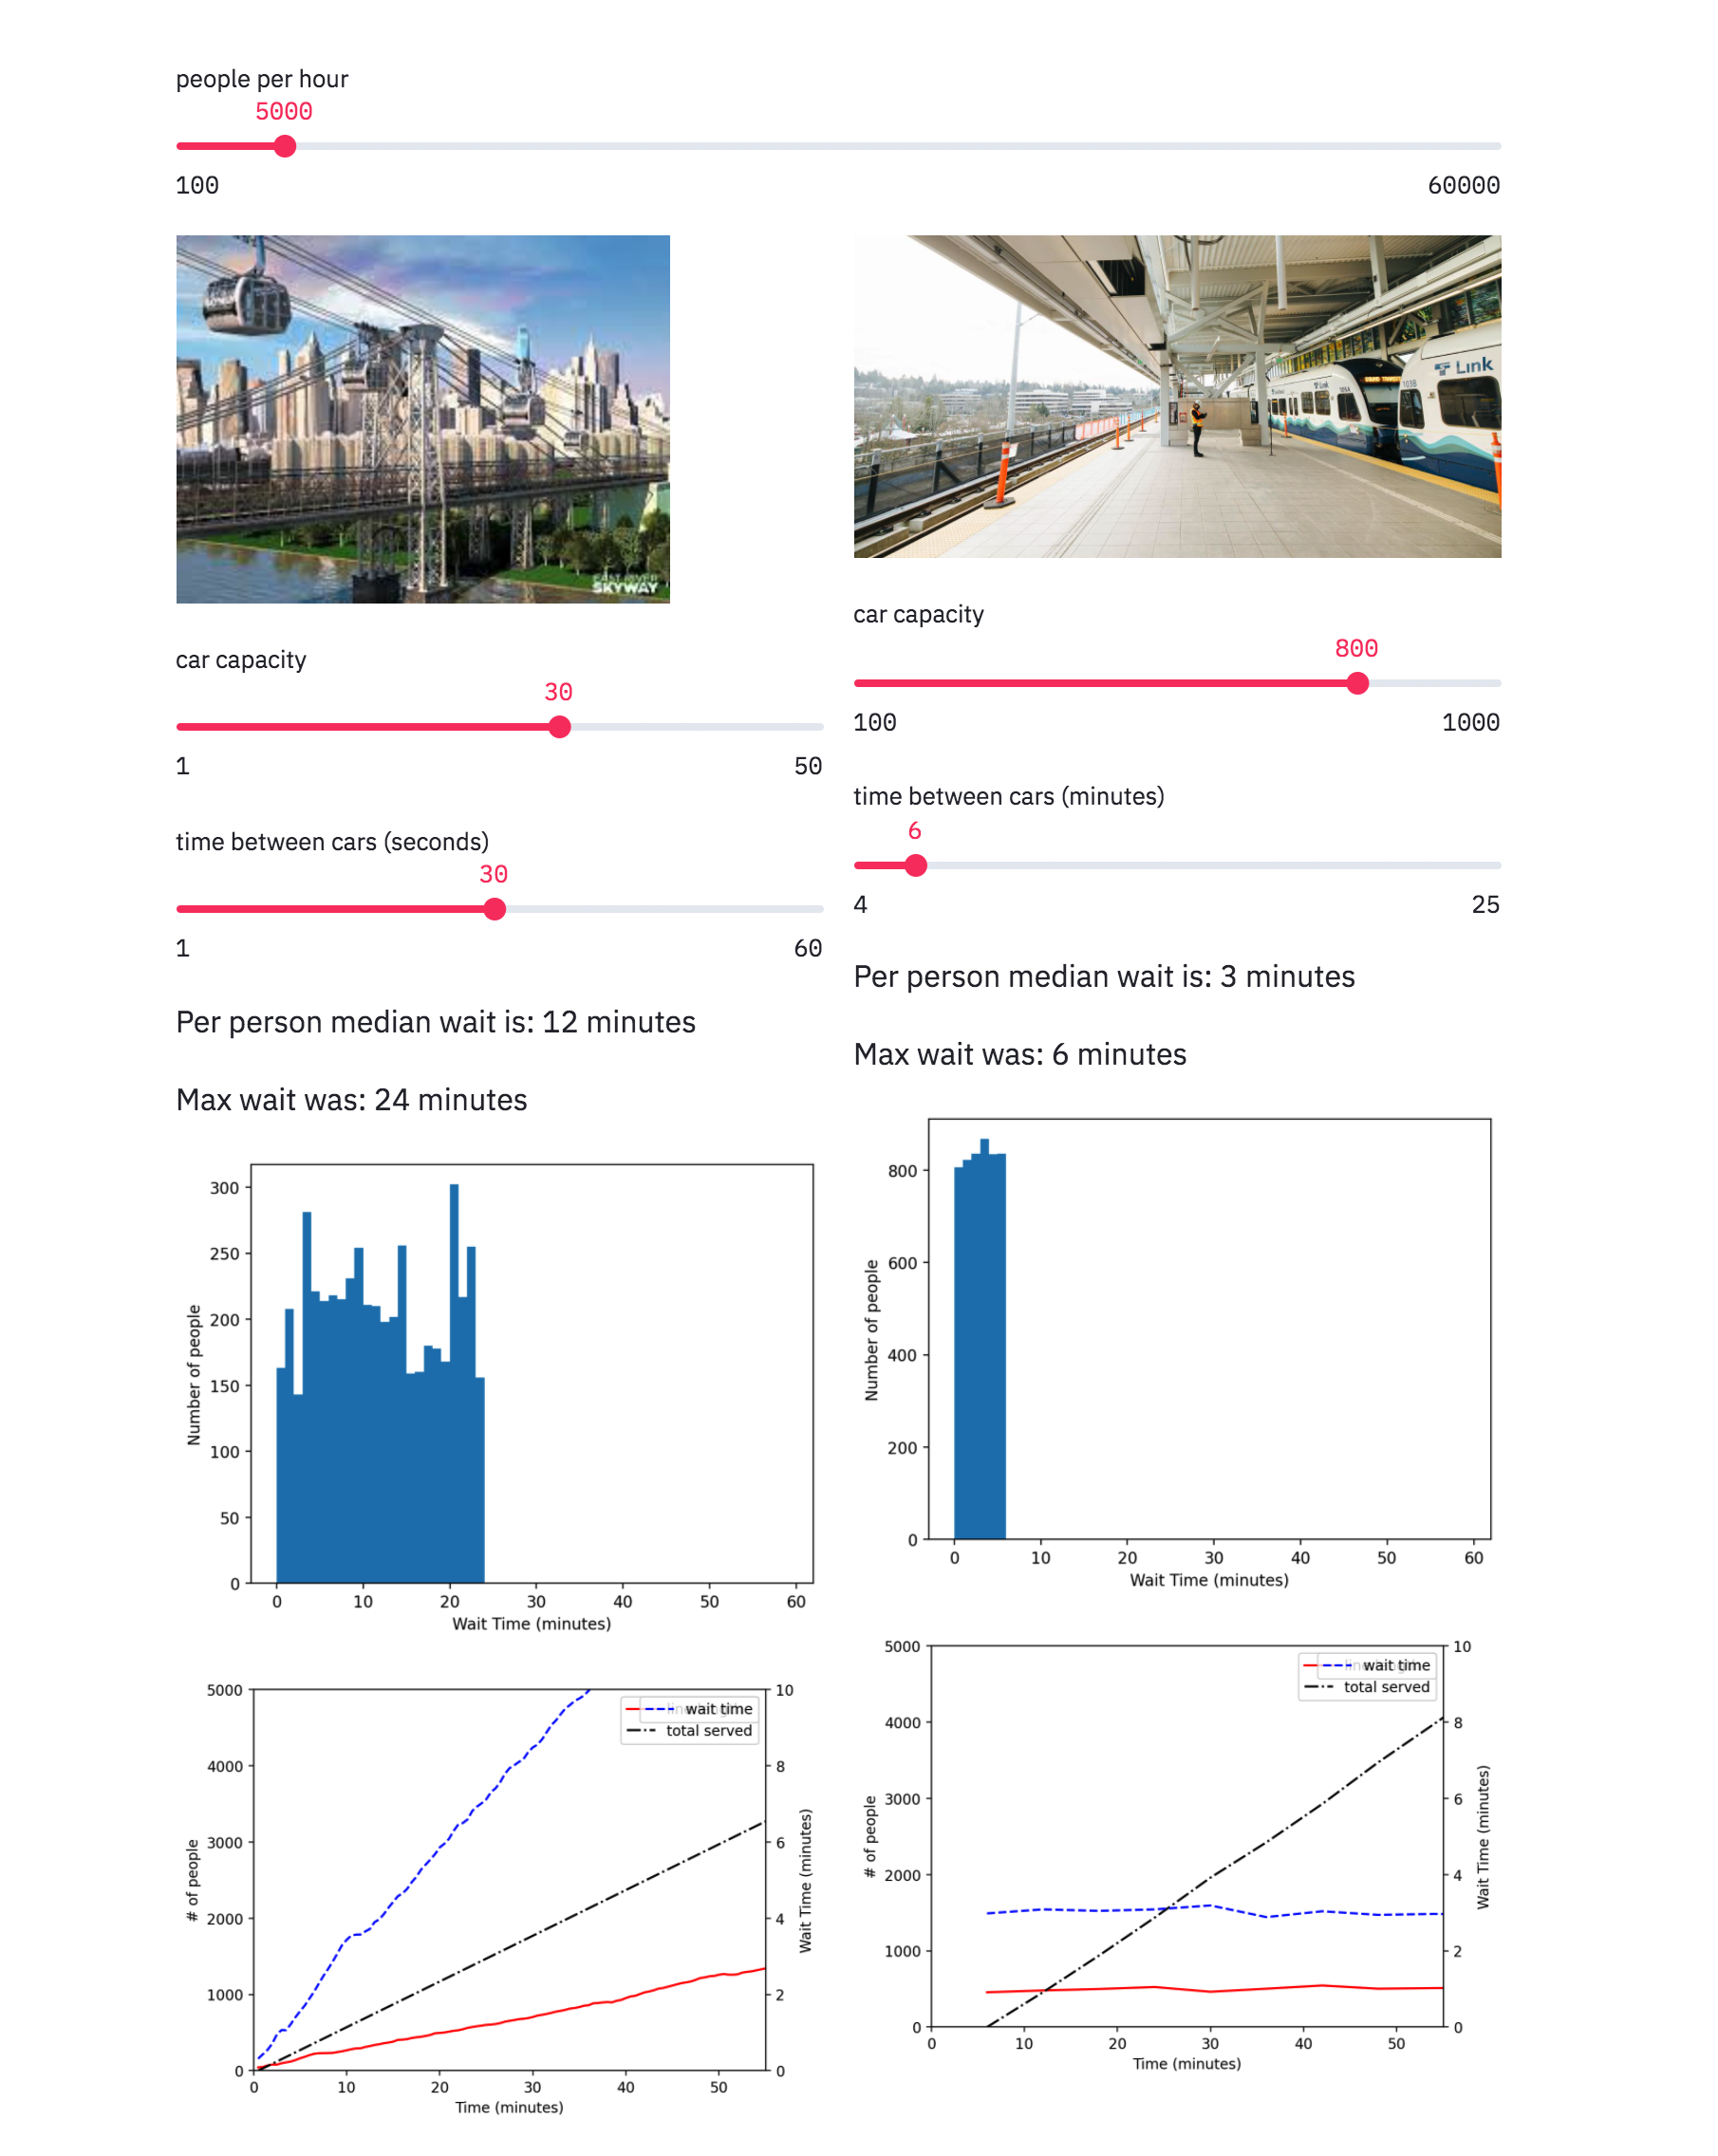 people per hour
5000
100
60000
EAST RIVER
SKYWAY
Link
Link
car capacity
30
1
50
time between cars (seconds)
30
1
60
Per person median wait is: 12 minutes
Max wait was: 24 minutes
300
250
200
150
100
50
0
Number of people
0 10 20 30 40 50 60
Wait Time (minutes)
5000
4000
3000
2000
1000
0
# of people
wait time
total served
10
8
6
4
2
0
Wait Time (minutes)
0 10 20 30 40 50
Time (minutes)
car capacity
800
100
1000
time between cars (minutes)
6
4
25
Per person median wait is: 3 minutes
Max wait was: 6 minutes
800
600
400
200
0
Number of people
0 10 20 30 40 50 60
Wait Time (minutes)
5000
4000
3000
2000
1000
0
# of people
wait time
total served
10
8
6
4
2
0
Wait Time (minutes)
0 10 20 30 40 50
Time (minutes)